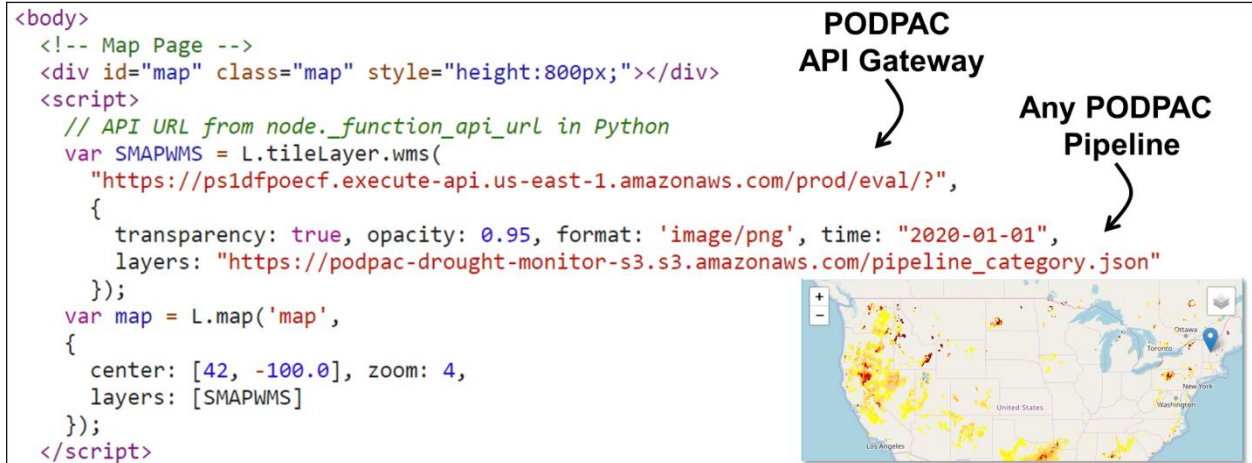 <body>
<!-- Map Page -->
<div id="map" class="map" style="height:800px;"></div>
<script>
// API URL from node._function_api_url in Python
var SMAPWMS = L.tileLayer.wms(
"https://ps1dfpoecf.execute-api.us-east-1.amazonaws.com/prod/eval/?",
{
transparency: true, opacity: 0.95, format: 'image/png', time: "2020-01-01",
layers: "https://podpac-drought-monitor-s3.s3.amazonaws.com/pipeline_category.json"
});
var map = L.map('map',
{
center: [42, -100.0], zoom: 4,
layers: [SMAPWMS]
});
</script>
PODPAC
API Gateway
Any PODPAC
Pipeline
+
−
Ottawa
Toronto
New York
United States
Washington
Los Angeles